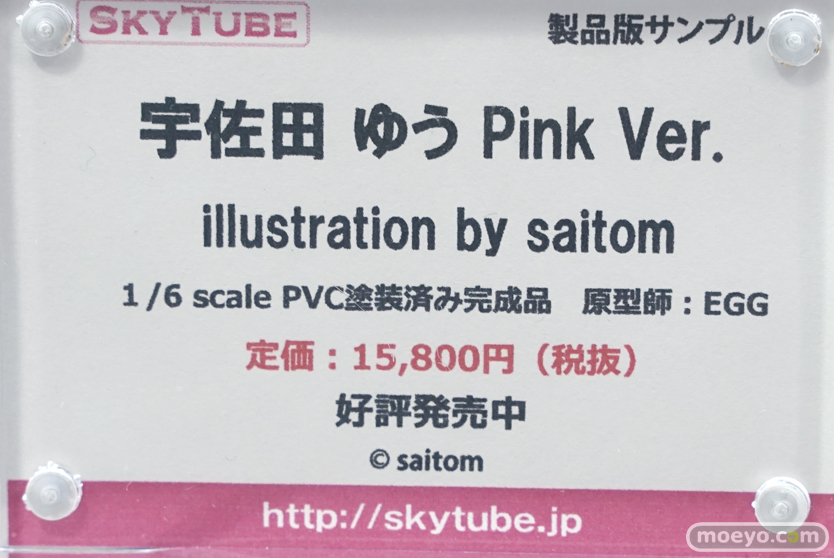 SKYTUBE
製品版サンプル
宇佐田 ゆう Pink Ver.
illustration by saitom
1/6 scale PVC塗装済み完成品　原型師：EGG
定価：15,800円（税抜）
好評発売中
© saitom
http://skytube.jp
moeyo.com